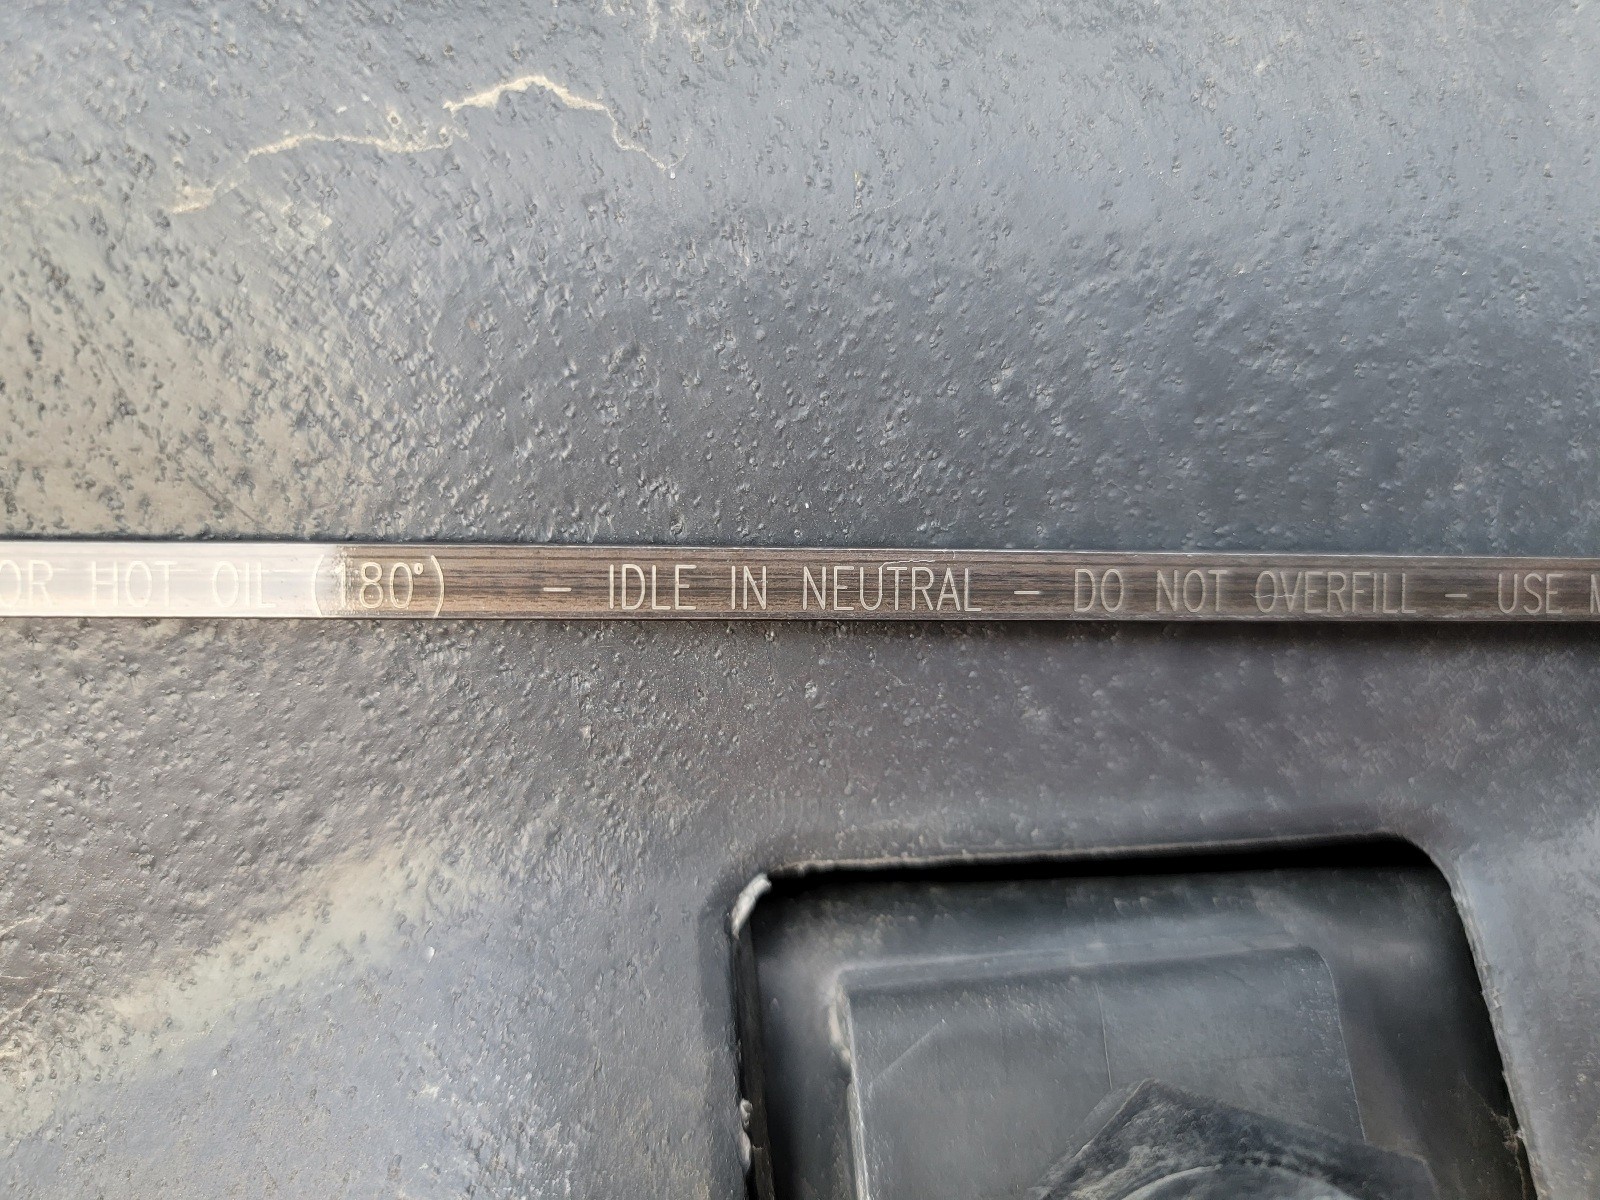 OR HOT OIL (180°) - IDLE IN NEUTRAL - DO NOT OVERFILL - USE